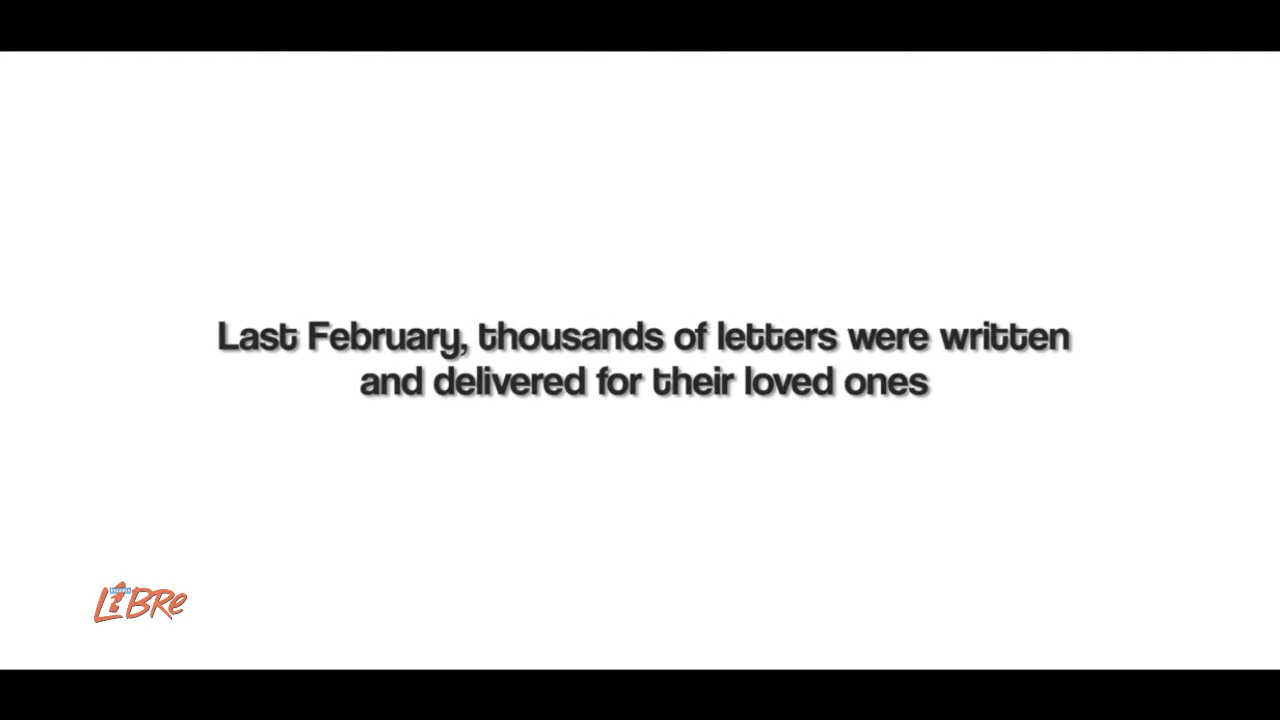 Last February, thousands of letters were written
and delivered for their loved ones
LiBRe